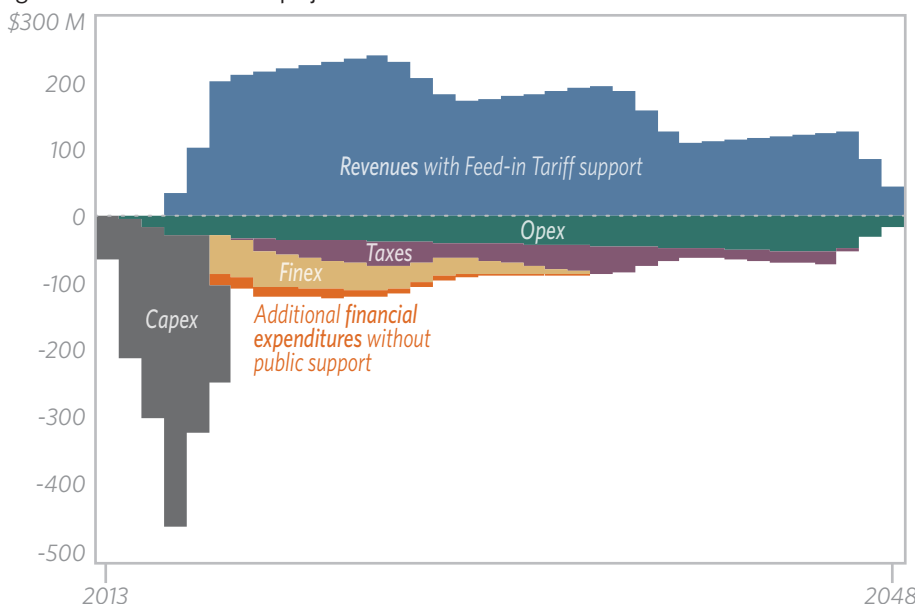 $300 M
200
100
0
-100
-200
-300
-400
-500
Revenues with Feed-in Tariff support
Opex
Taxes
Finex
Capex
Additional financial
expenditures without
public support
2013
2048